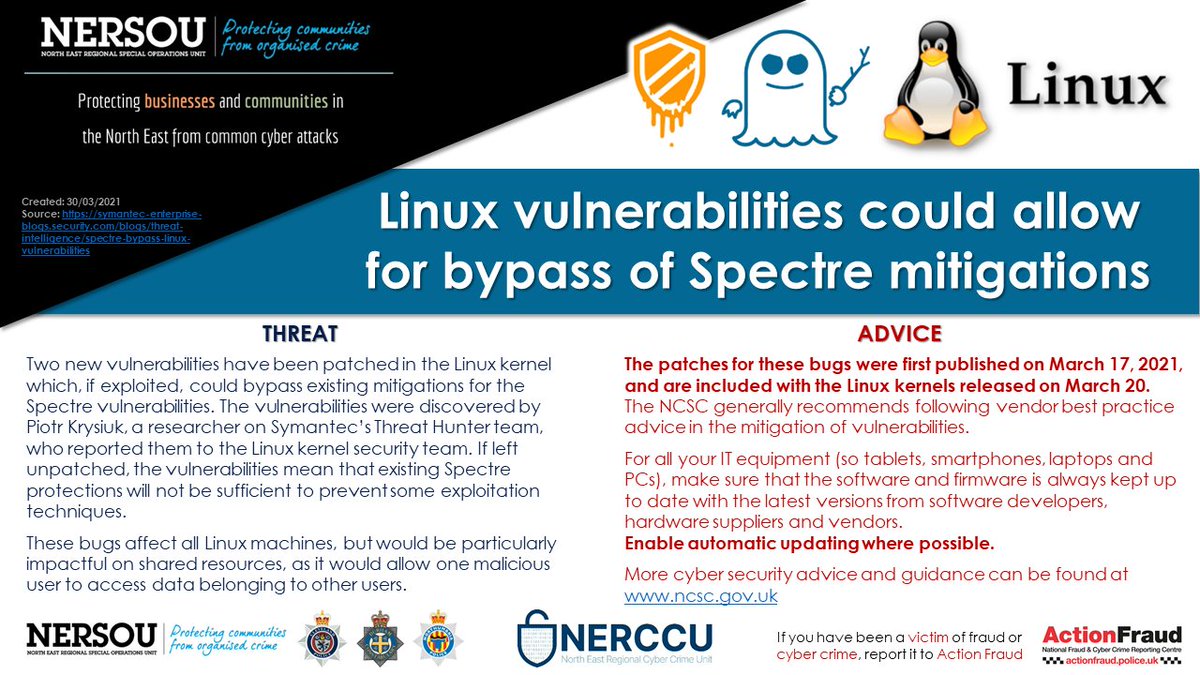 NERSOU
NORTH EAST REGIONAL SPECIAL OPERATIONS UNIT
Protecting communities
from organised crime
Protecting businesses and communities in
the North East from common cyber attacks
Linux
Created: 30/03/2021
Source: https://symantec-enterprise-
blogs.security.com/blogs/threat-
intelligence/spectre-bypass-linux-
vulnerabilities
Linux vulnerabilities could allow
for bypass of Spectre mitigations
THREAT
Two new vulnerabilities have been patched in the Linux kernel
which, if exploited, could bypass existing mitigations for the
Spectre vulnerabilities. The vulnerabilities were discovered by
Piotr Krysiuk, a researcher on Symantec’s Threat Hunter team,
who reported them to the Linux kernel security team. If left
unpatched, the vulnerabilities mean that existing Spectre
protections will not be sufficient to prevent some exploitation
techniques.
These bugs affect all Linux machines, but would be particularly
impactful on shared resources, as it would allow one malicious
user to access data belonging to other users.
ADVICE
The patches for these bugs were first published on March 17, 2021,
and are included with the Linux kernels released on March 20.
The NCSC generally recommends following vendor best practice
advice in the mitigation of vulnerabilities.
For all your IT equipment (so tablets, smartphones, laptops and
PCs), make sure that the software and firmware is always kept up
to date with the latest versions from software developers,
hardware suppliers and vendors.
Enable automatic updating where possible.
More cyber security advice and guidance can be found at
www.ncsc.gov.uk
NERSOU
NORTH EAST REGIONAL SPECIAL OPERATIONS UNIT
Protecting communities
from organised crime
NERCCU
North East Regional Cyber Crime Unit
If you have been a victim of fraud or
cyber crime, report it to Action Fraud
ActionFraud
National Fraud & Cyber Crime Reporting Centre
actionfraud.police.uk